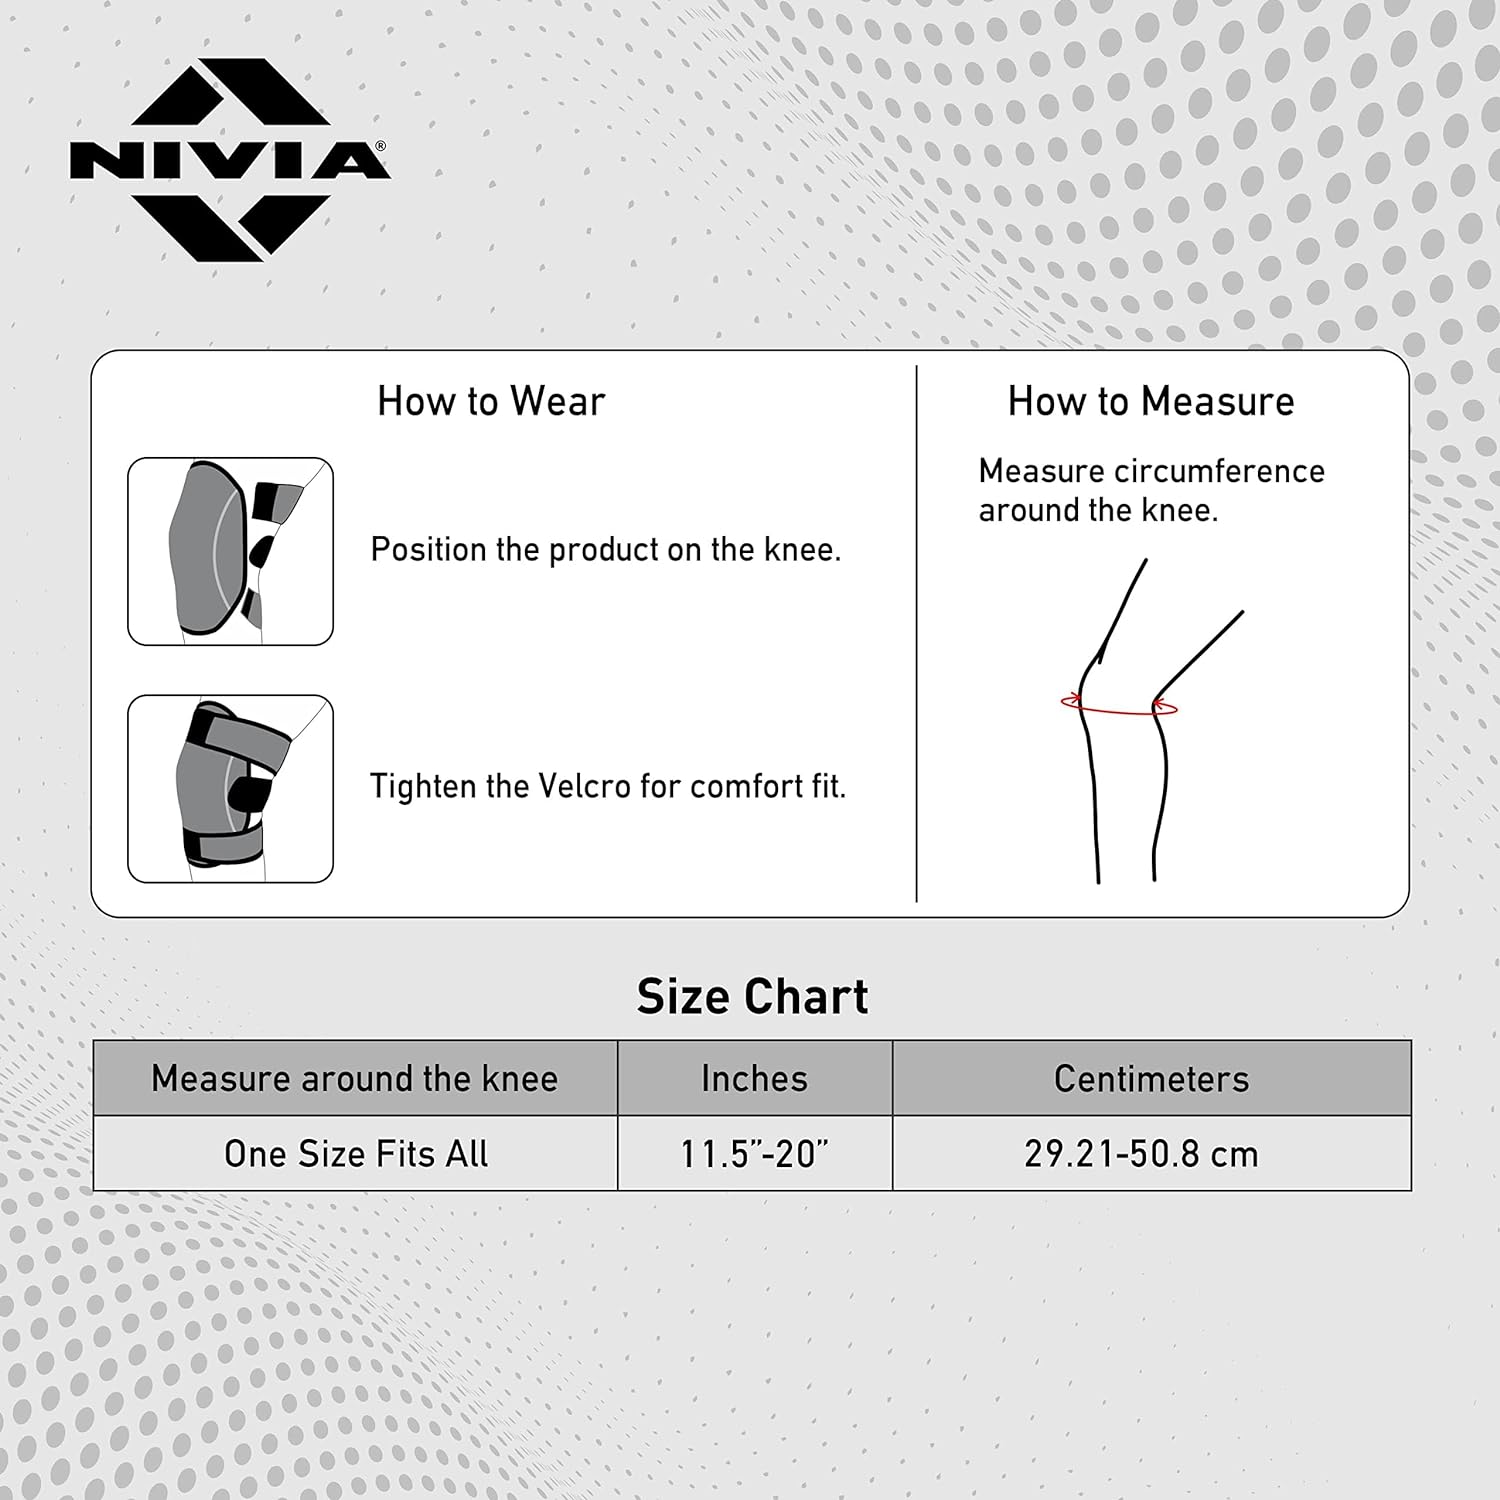 NIVIA®
How to Wear
Position the product on the knee.
Tighten the Velcro for comfort fit.
How to Measure
Measure circumference
around the knee.
Size Chart
Measure around the knee Inches Centimeters
One Size Fits All 11.5”-20” 29.21-50.8 cm